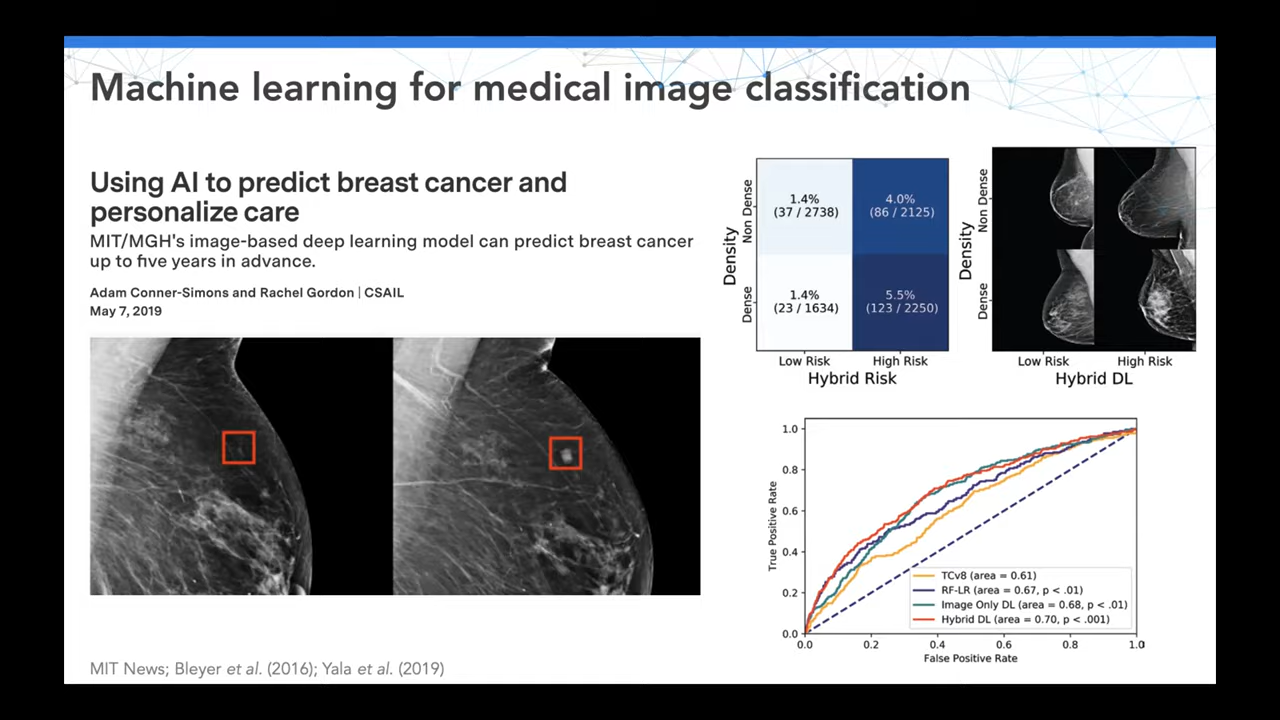 Machine learning for medical image classification
Using AI to predict breast cancer and
personalize care
MIT/MGH's image-based deep learning model can predict breast cancer
up to five years in advance.
Adam Conner-Simons and Rachel Gordon | CSAIL
May 7, 2019
Density
Non Dense
Dense
1.4%
(37 / 2738)
4.0%
(86 / 2125)
1.4%
(23 / 1634)
5.5%
(123 / 2250)
Low Risk
High Risk
Hybrid Risk
Density
Non Dense
Dense
Low Risk
High Risk
Hybrid DL
True Positive Rate
1.0
0.8
0.6
0.4
0.2
0.0
TCv8 (area = 0.61)
RF-LR (area = 0.67, p < .01)
Image Only DL (area = 0.68, p < .01)
Hybrid DL (area = 0.70, p < .001)
0.0
0.2
0.4
0.6
0.8
1.0
False Positive Rate
MIT News; Bleyer et al. (2016); Yala et al. (2019)